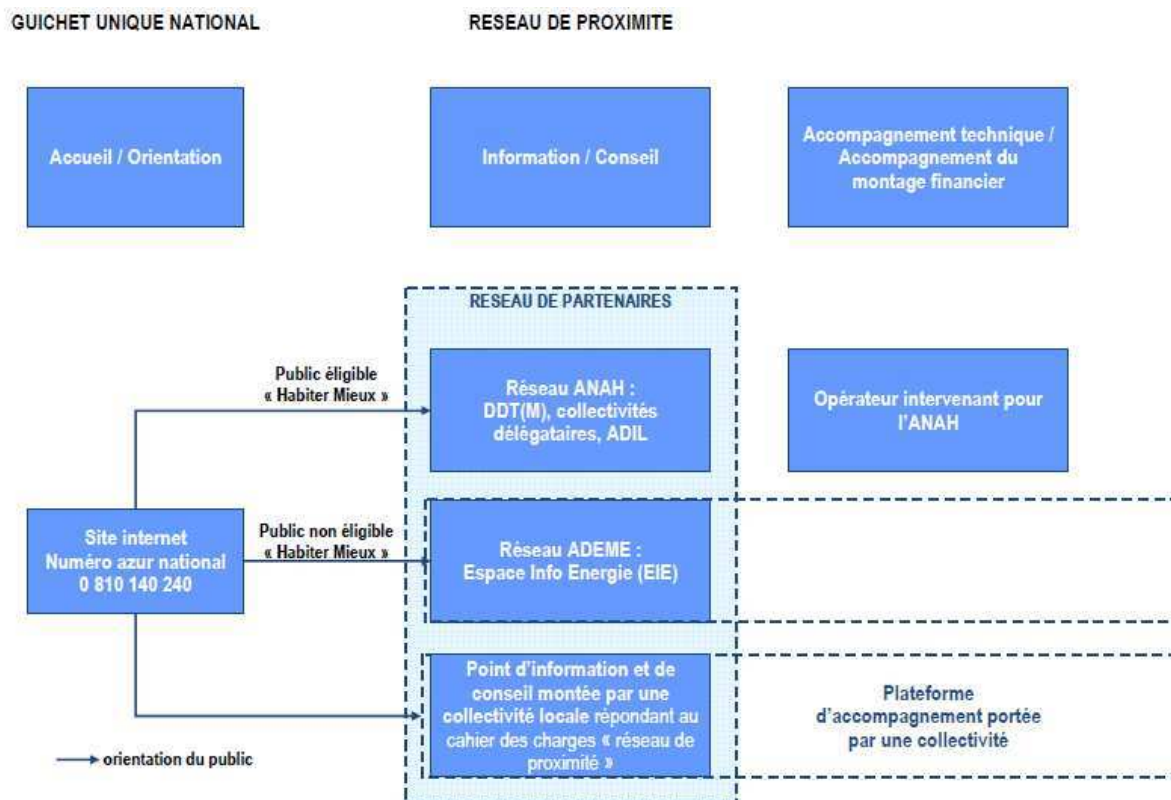 GUICHET UNIQUE NATIONAL
RESEAU DE PROXIMITE
Accueil / Orientation
Information / Conseil
Accompagnement technique /
Accompagnement du
montage financier
RESEAU DE PARTENAIRES
Public éligible
« Habiter Mieux »
Réseau ANAH :
DDT(M), collectivités
délégataires, ADIL
Opérateur intervenant pour
l'ANAH
Site internet
Numéro azur national
0 810 140 240
Public non éligible
« Habiter Mieux »
Réseau ADEME :
Espace Info Energie (EIE)
Point d'information et de
conseil montée par une
collectivité locale répondant au
cahier des charges « réseau de
proximité »
Plateforme
d'accompagnement portée
par une collectivité
orientation du public